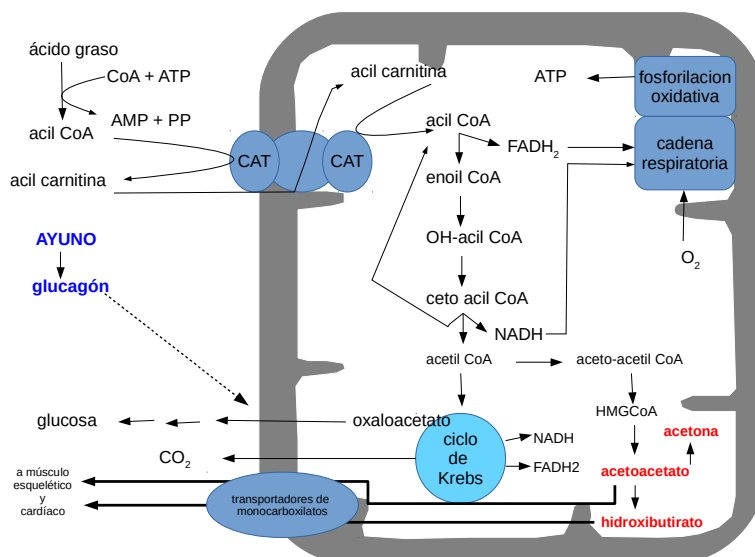 ácido graso
CoA + ATP
AMP + PP
acil CoA
acil carnitina
CAT
CAT
acil carnitina
acil CoA
FADH2
enoil CoA
OH-acil CoA
ceto acil CoA
NADH
acetil CoA
aceto-acetil CoA
HMGCoA
acetona
acetoacetato
hidroxibutirato
ATP
fosforilacion
oxidativa
cadena
respiratoria
O2
AYUNO
glucagón
glucosa
oxaloacetato
ciclo
de
Krebs
NADH
FADH2
CO2
a músculo
esquelético
y
cardíaco
transportadores de
monocarboxilatos